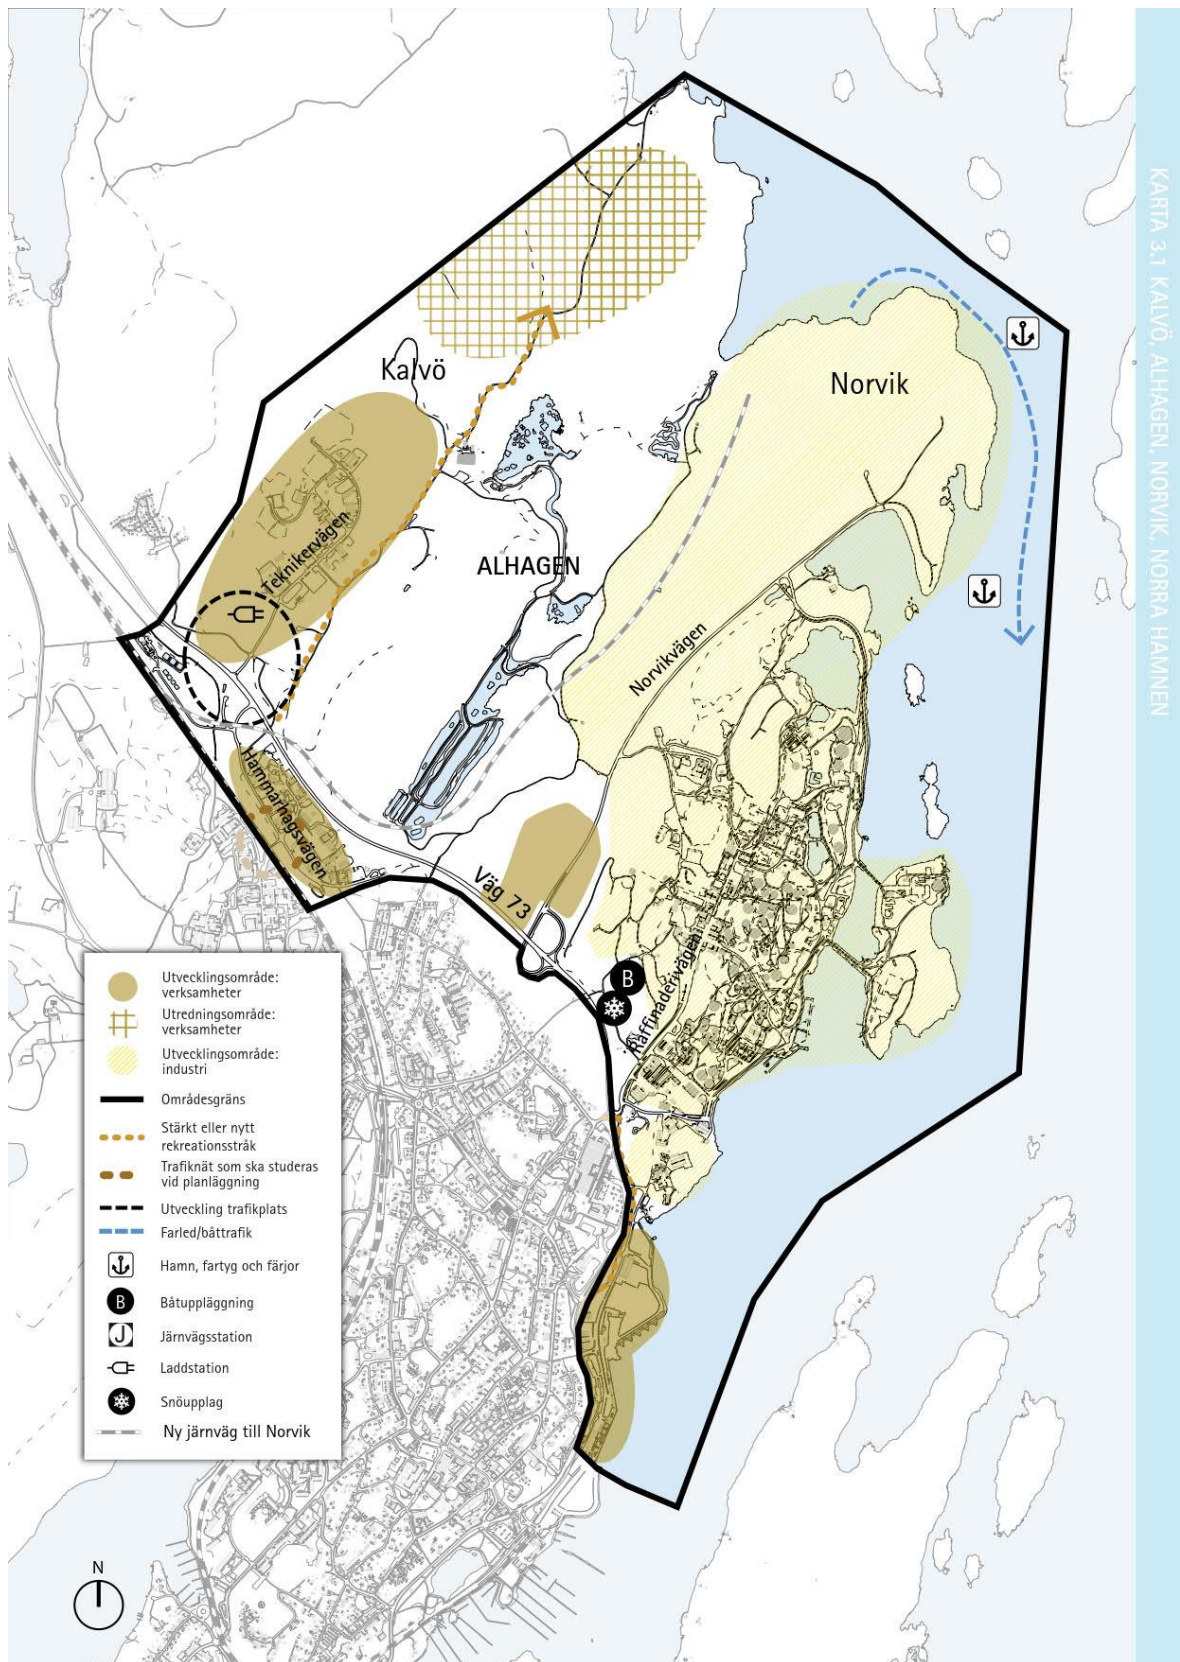 KARTA 3.1 KALVÖ, ALHAGEN, NORVIK, NORRA HAMNEN
Kalvö
Norvik
Teknikervägen
ALHAGEN
Norvikvägen
Hammarhagsvägen
Väg 73
Raffinaderivägen
B
Utvecklingsområde:
verksamheter
Utredningsområde:
verksamheter
Utvecklingsområde:
industri
Områdesgräns
Stärkt eller nytt
rekreationsstråk
Trafiknät som ska studeras
vid planläggning
Utveckling trafikplats
Farled/båttrafik
Hamn, fartyg och färjor
B Båtuppläggning
J Järnvägsstation
Laddstation
Snöupplag
Ny järnväg till Norvik
N